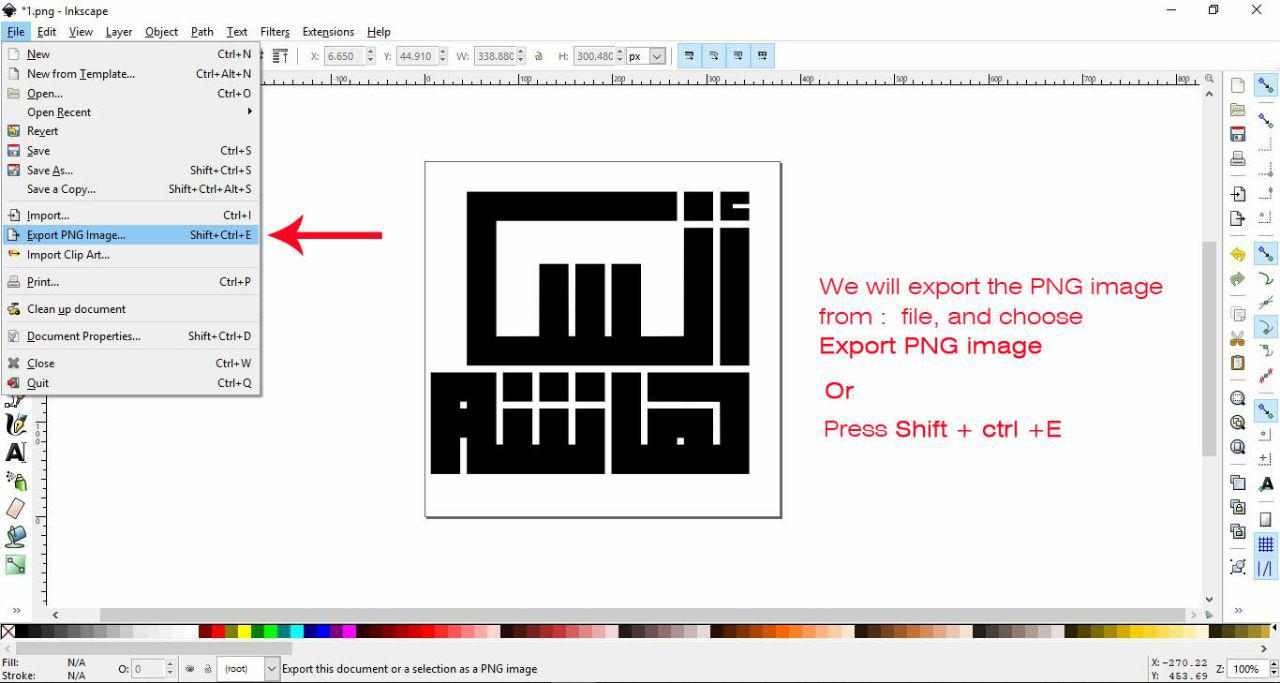 *1.png - Inkscape
File Edit View Layer Object Path Text Filters Extensions Help
X: 6.650 Y: 44.910 W: 338.880 H: 300.480 px
New Ctrl+N
New from Template... Ctrl+Alt+N
Open... Ctrl+O
Open Recent
Revert
Save Ctrl+S
Save As... Shift+Ctrl+S
Save a Copy... Shift+Ctrl+Alt+S
Import... Ctrl+I
Export PNG Image... Shift+Ctrl+E
Import Clip Art...
Print... Ctrl+P
Clean up document
Document Properties... Shift+Ctrl+D
Close Ctrl+W
Quit Ctrl+Q
أنس
هاشم
We will export the PNG image
from : file, and choose
Export PNG image
Or
Press Shift + ctrl +E
Fill: N/A
Stroke: N/A
O: 0
(root)
Export this document or a selection as a PNG image
X: -270.22
Y: 453.69
Z: 100%